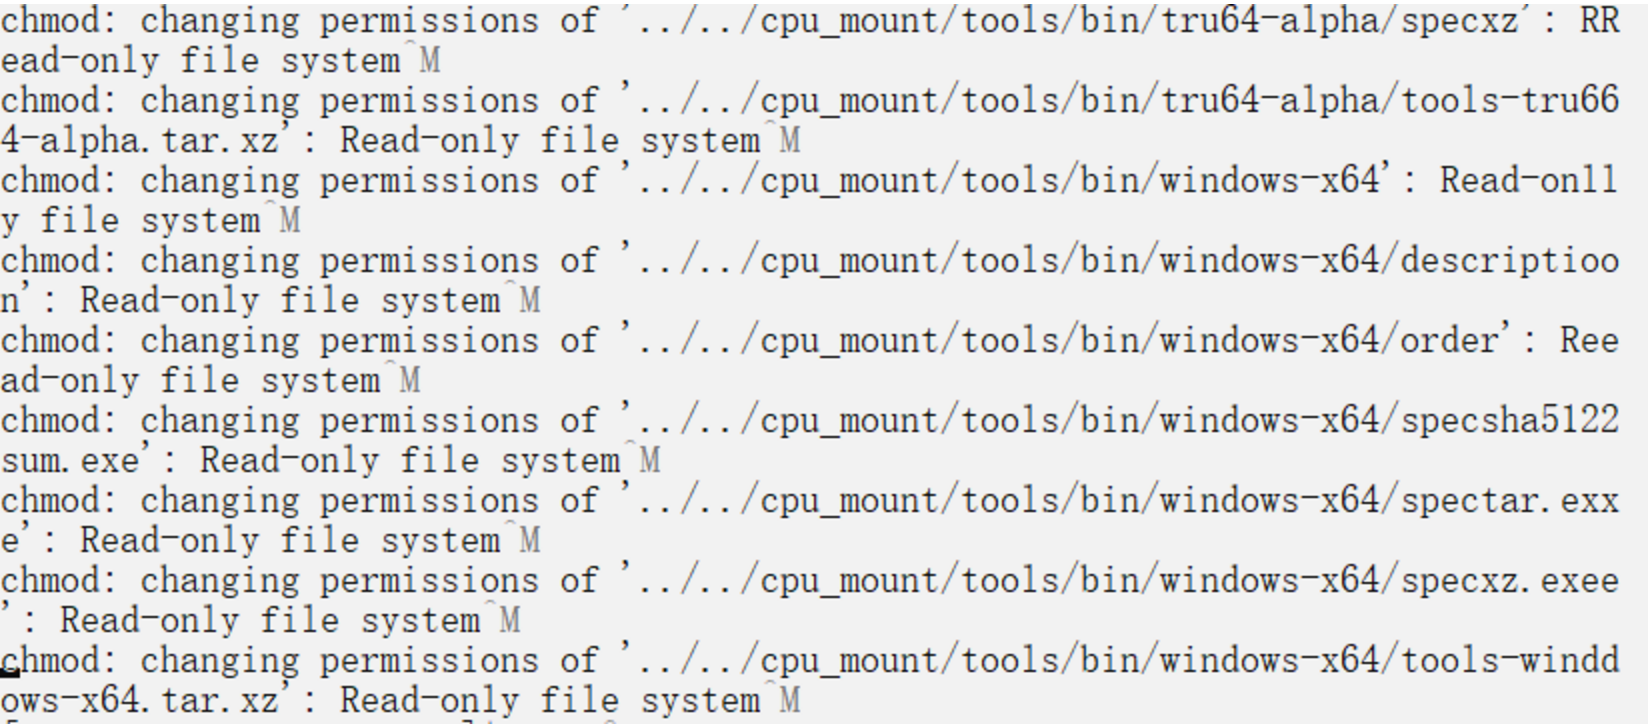 chmod: changing permissions of '../../cpu_mount/tools/bin/tru64-alpha/specxz': RR
ead-only file system^M
chmod: changing permissions of '../../cpu_mount/tools/bin/tru64-alpha/tools-tru66
4-alpha.tar.xz': Read-only file system^M
chmod: changing permissions of '../../cpu_mount/tools/bin/windows-x64': Read-onll
y file system^M
chmod: changing permissions of '../../cpu_mount/tools/bin/windows-x64/descriptioo
n': Read-only file system^M
chmod: changing permissions of '../../cpu_mount/tools/bin/windows-x64/order': Ree
ad-only file system^M
chmod: changing permissions of '../../cpu_mount/tools/bin/windows-x64/specsha5122
sum.exe': Read-only file system^M
chmod: changing permissions of '../../cpu_mount/tools/bin/windows-x64/spectar.exx
e': Read-only file system^M
chmod: changing permissions of '../../cpu_mount/tools/bin/windows-x64/specxz.exee
': Read-only file system^M
chmod: changing permissions of '../../cpu_mount/tools/bin/windows-x64/tools-windd
ows-x64.tar.xz': Read-only file system^M